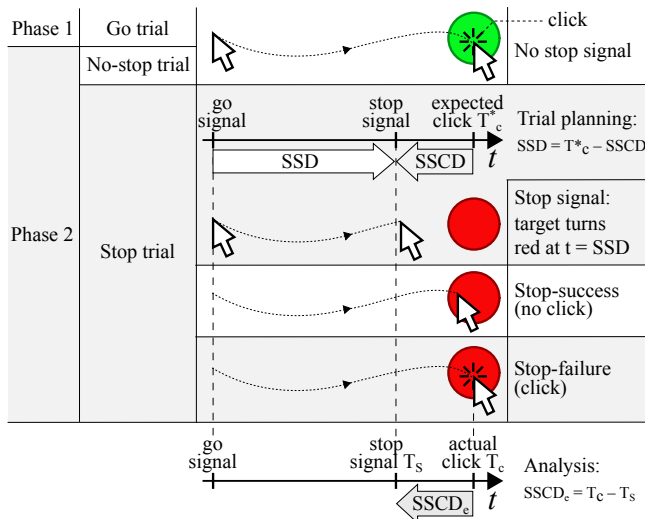 Phase 1
Go trial
click
No stop signal
No-stop trial
Phase 2
Stop trial
go
signal
stop
signal
expected
click T*c
t
SSD
SSCD
Trial planning:
SSD = T*c – SSCD
Stop signal:
target turns
red at t = SSD
Stop-success
(no click)
Stop-failure
(click)
go
signal
stop
signal Ts
actual
click Tc
t
SSCDe
Analysis:
SSCDe = Tc – Ts